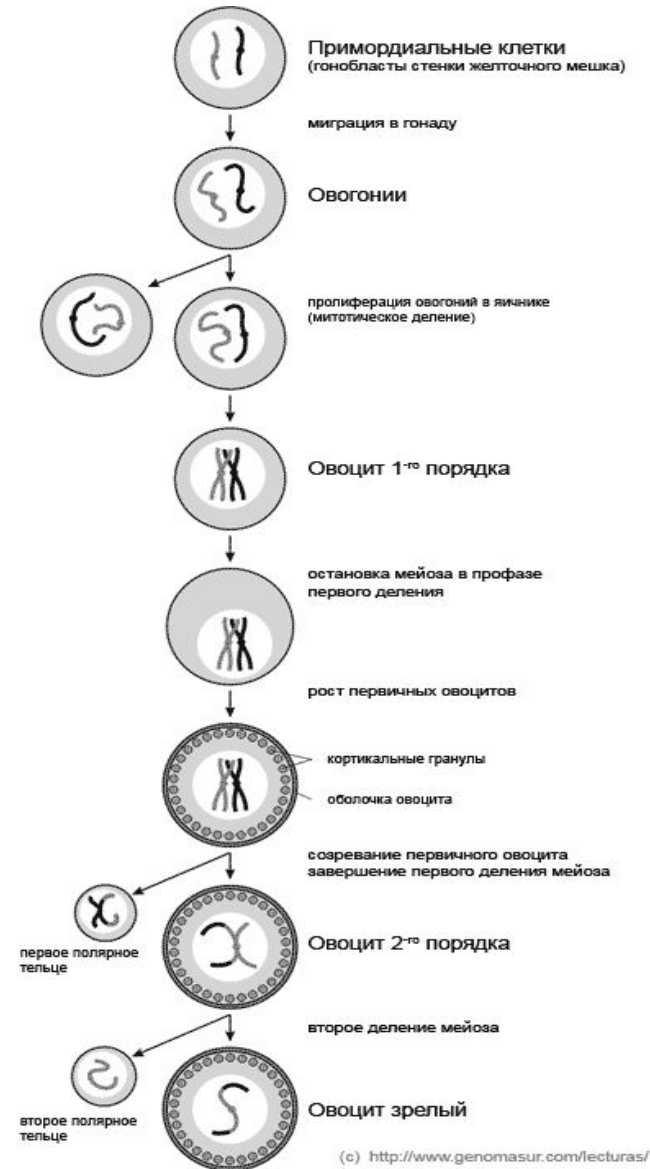 Примордиальные клетки
(гонобласты стенки желточного мешка)
миграция в гонаду
Овогонии
пролиферация овогоний в яичнике
(митотическое деление)
Овоцит 1-го порядка
остановка мейоза в профазе
первого деления
рост первичных овоцитов
кортикальные гранулы
оболочка овоцита
созревание первичного овоцита
завершение первого деления мейоза
первое полярное
тельце
Овоцит 2-го порядка
второе деление мейоза
второе полярное
тельце
Овоцит зрелый
(c) http://www.genomasur.com/lecturas/